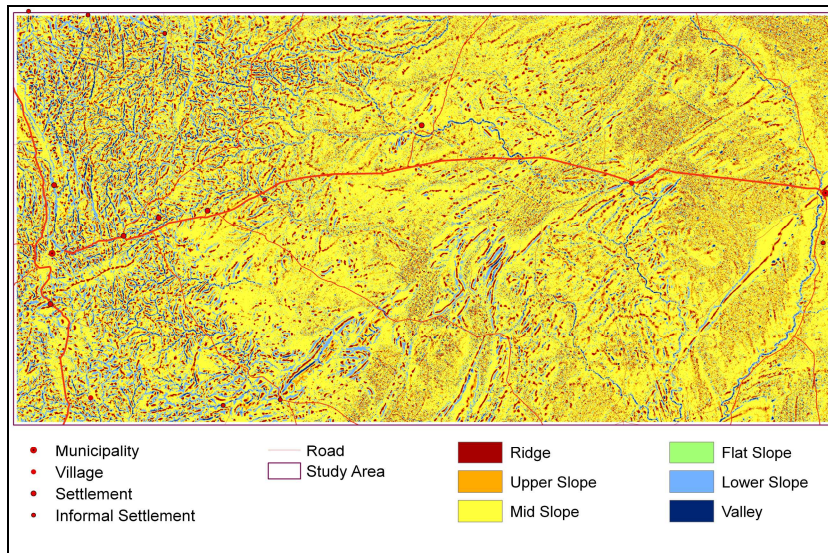 Municipality
Village
Settlement
Informal Settlement
Road
Study Area
Ridge
Upper Slope
Mid Slope
Flat Slope
Lower Slope
Valley